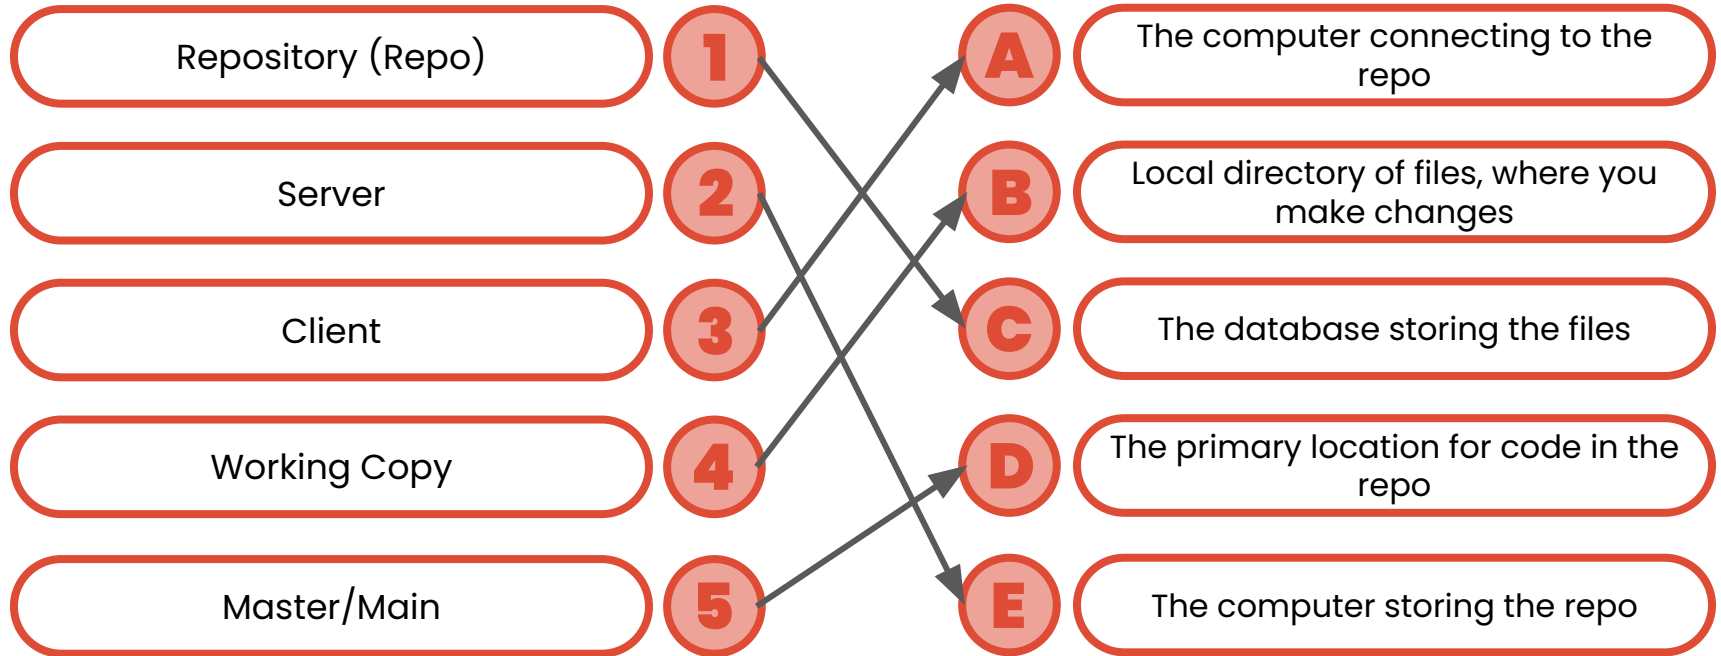 Repository (Repo)
1
A
The computer connecting to the
repo
Server
2
B
Local directory of files, where you
make changes
Client
3
C
The database storing the files
Working Copy
4
D
The primary location for code in the
repo
Master/Main
5
E
The computer storing the repo